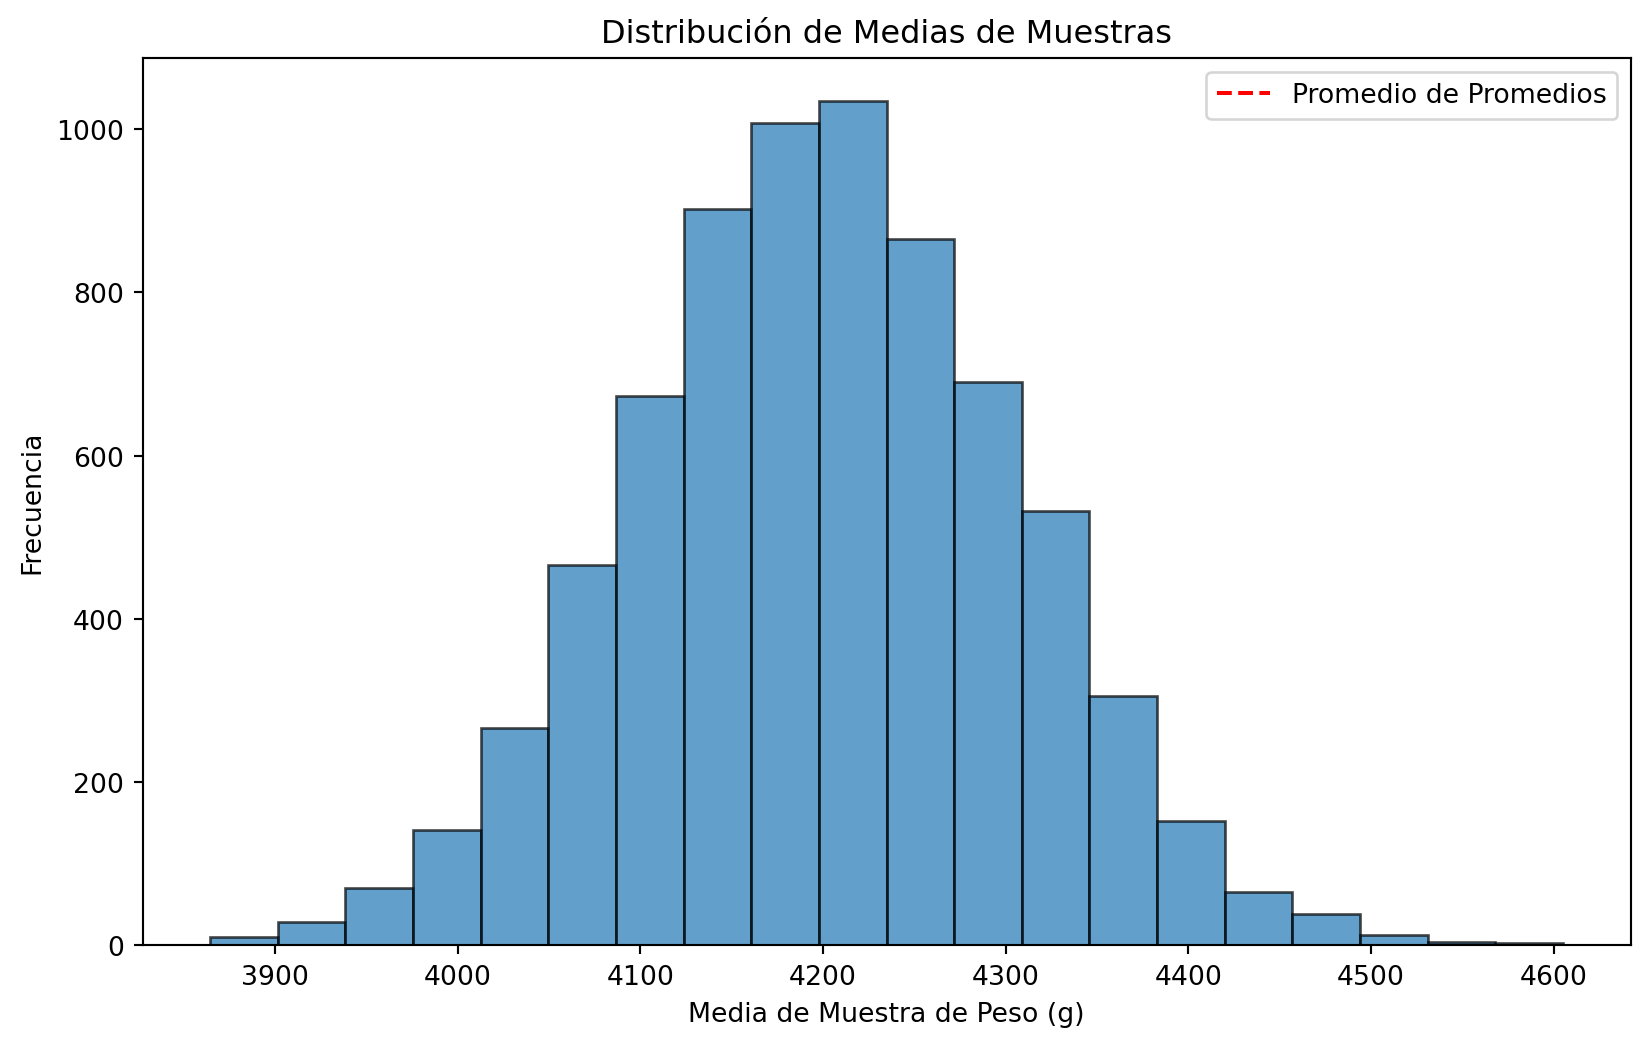 Distribución de Medias de Muestras
Promedio de Promedios
1000
800
600
400
200
0
Frecuencia
3900 4000 4100 4200 4300 4400 4500 4600
Media de Muestra de Peso (g)